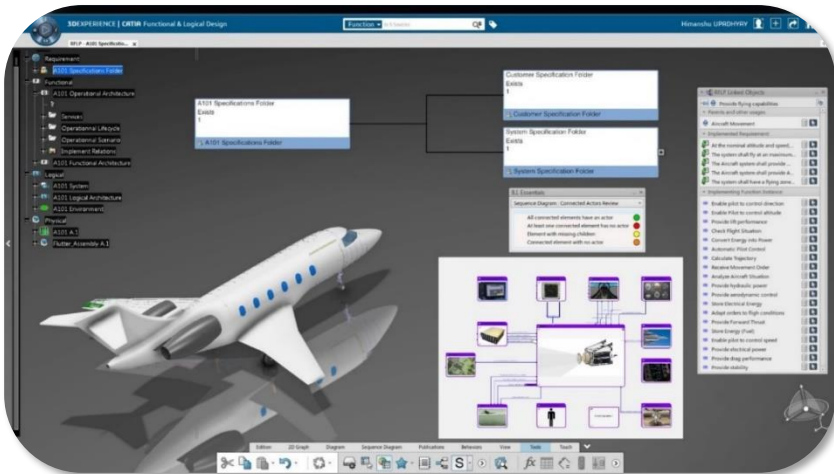 3DEXPERIENCE | CATIA Functional & Logical Design
Function
Himanshu UPADHYAY
RFLP - A101 Specificatio...
Requirement
A101 Specifications Folder
Functional
A101 Operational Architecture
?
Services
Operationnal Lifecycle
Operationnal Scenario
Implement Relations
A101 Functional Architecture
Logical
A101 System
A101 Logical Architecture
A101 Environment
Physical
A101 A.1
Flutter_Assembly A.1
A101 Specifications Folder
Exists
1
A101 Specifications Folder
Customer Specification Folder
Exists
1
Customer Specification Folder
System Specification Folder
Exists
1
System Specification Folder
B.I. Essentials
Sequence Diagram : Connected Actors Review
All connected elements have an actor
At least one connected element has no actor
Element with missing children
Connected element with no actor
RFLP Linked Objects
Provide flying capabilities
Parents and other usages
Aircraft Movement
Implemented Requirement
At the nominal altitude and speed,...
The system shall fly at an maximum...
The Aircraft system shall provide ...
The Aircraft system shall provide A...
The system shall have a flying zone...
Implementing Function Instance
Enable pilot to control direction
Enable Pilot to control attitude
Provide lift performance
Check Flight Situation
Convert Energy into Power
Automatic Pilot Control
Calculate Trajectory
Receive Movement Order
Analyze Aircraft Situation
Provide hydraulic power
Provide aerodynamic control
Store Electrical Energy
Adapt orders to fligh conditions
Provide Forward Thrust
Store Energy (Fuel)
Enable pilot to control speed
Provide electrical power
Provide drag performance
Provide stability
Edition 2D Graph Diagram Sequence Diagram Publications Behaviors View Tools Touch